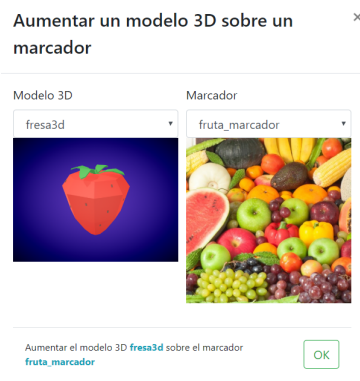 Aumentar un modelo 3D sobre un
marcador
×
Modelo 3D
Marcador
fresa3d
fruta_marcador
Aumentar el modelo 3D fresa3d sobre el marcador
fruta_marcador
OK